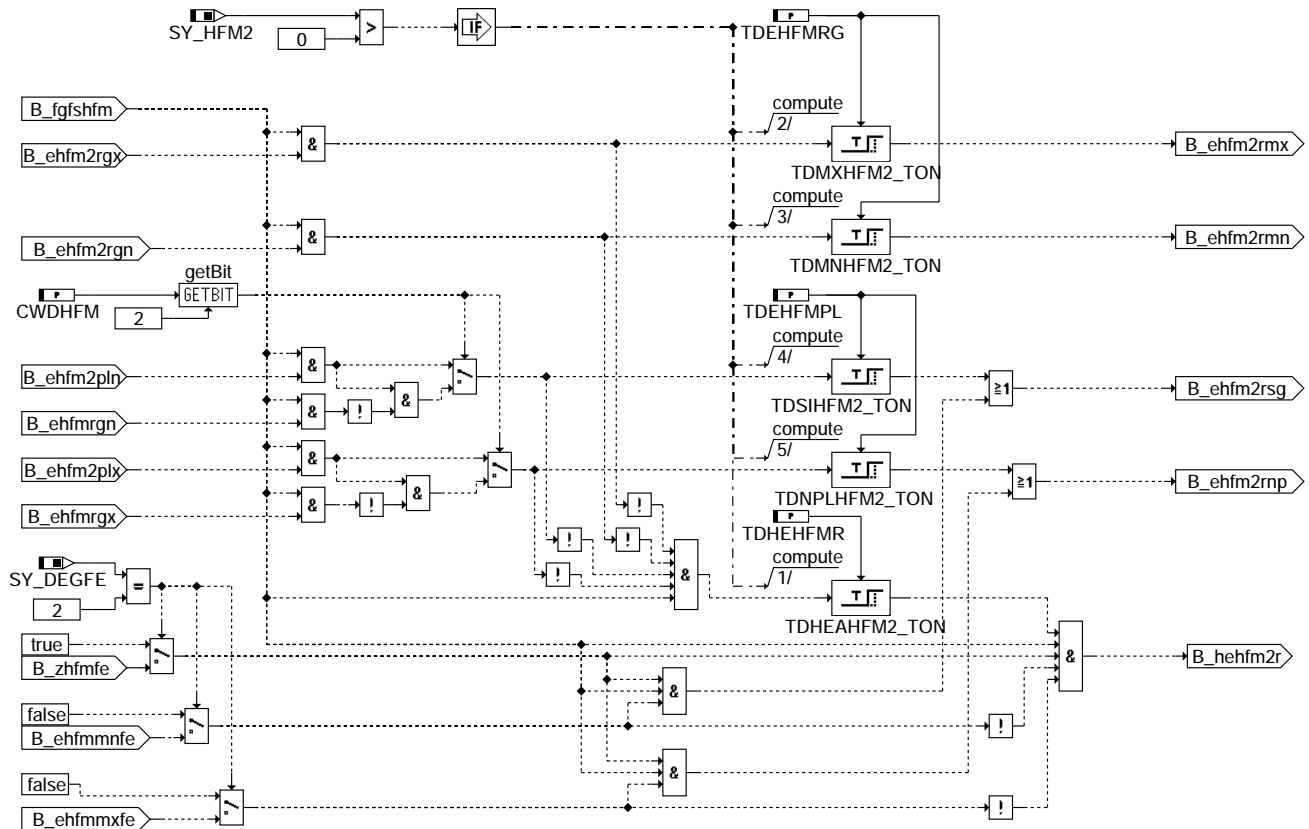 SY_HFM2
0
>
IF
P
TDEHFMRG
B_fgfshfm
compute
2/
&
B_ehfm2rgx
T
TDMXHFM2_TON
B_ehfm2rmx
compute
3/
&
B_ehfm2rgn
T
TDMNHFM2_TON
B_ehfm2rmn
getBit
P
GETBIT
CWDHFM
2
P
TDEHFMPL
compute
4/
&
B_ehfm2pln
T
TDSIHFM2_TON
≥1
B_ehfm2rsg
&
!
&
B_ehfmrgn
compute
5/
&
B_ehfm2plx
T
TDNPLHFM2_TON
≥1
B_ehfm2rnp
&
!
&
B_ehfmrgx
!
P
TDHEHFMR
!
!
!
&
compute
1/
SY_DEGFE
=
2
T
TDHEAHFM2_TON
true
B_zhfmfe
&
B_hehfm2r
&
false
B_ehfmmnfe
!
&
false
B_ehfmmxfe
!